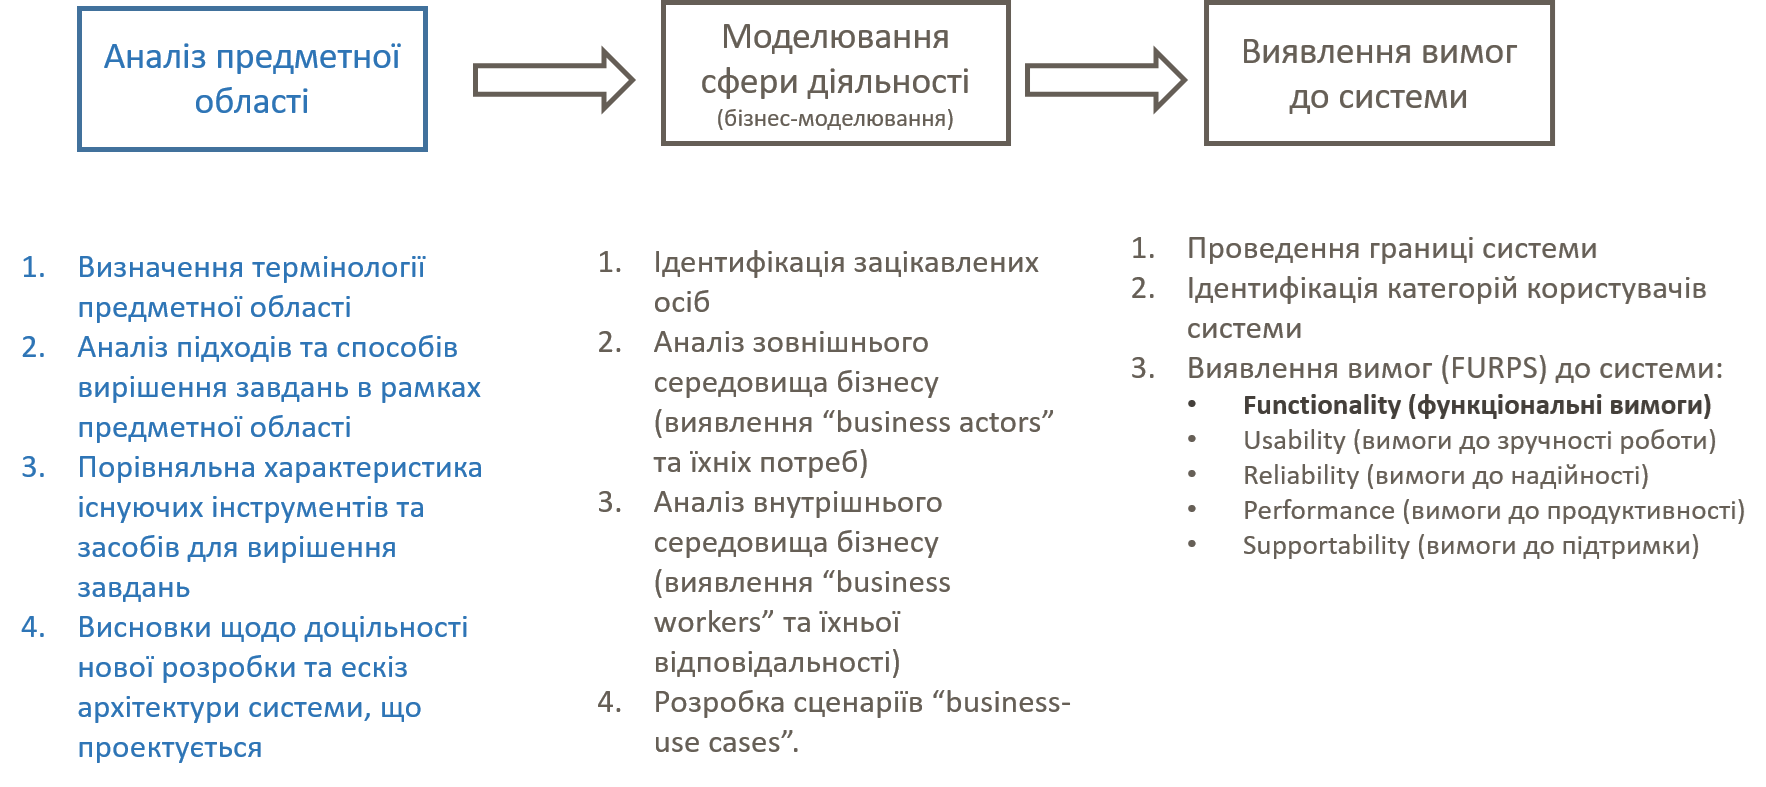 Аналіз предметної
області
Моделювання
сфери діяльності
(бізнес-моделювання)
Виявлення вимог
до системи
1. Визначення термінології
предметної області
2. Аналіз підходів та способів
вирішення завдань в рамках
предметної області
3. Порівняльна характеристика
існуючих інструментів та
засобів для вирішення
завдань
4. Висновки щодо доцільності
нової розробки та ескіз
архітектури системи, що
проектується
1. Ідентифікація зацікавлених
осіб
2. Аналіз зовнішнього
середовища бізнесу
(виявлення “business actors”
та їхніх потреб)
3. Аналіз внутрішнього
середовища бізнесу
(виявлення “business
workers” та їхньої
відповідальності)
4. Розробка сценаріїв “business-
use cases”.
1. Проведення границі системи
2. Ідентифікація категорій користувачів
системи
3. Виявлення вимог (FURPS) до системи:
• Functionality (функціональні вимоги)
• Usability (вимоги до зручності роботи)
• Reliability (вимоги до надійності)
• Performance (вимоги до продуктивності)
• Supportability (вимоги до підтримки)